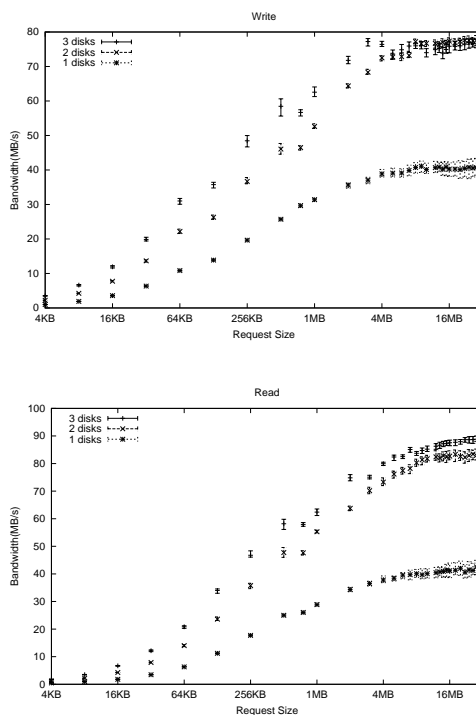 Write
80
70
60
50
40
30
20
10
0
Bandwidth(MB/s)
3 disks
2 disks
1 disks
4KB 16KB 64KB 256KB 1MB 4MB 16MB
Request Size
Read
100
90
80
70
60
50
40
30
20
10
0
Bandwidth(MB/s)
3 disks
2 disks
1 disks
4KB 16KB 64KB 256KB 1MB 4MB 16MB
Request Size